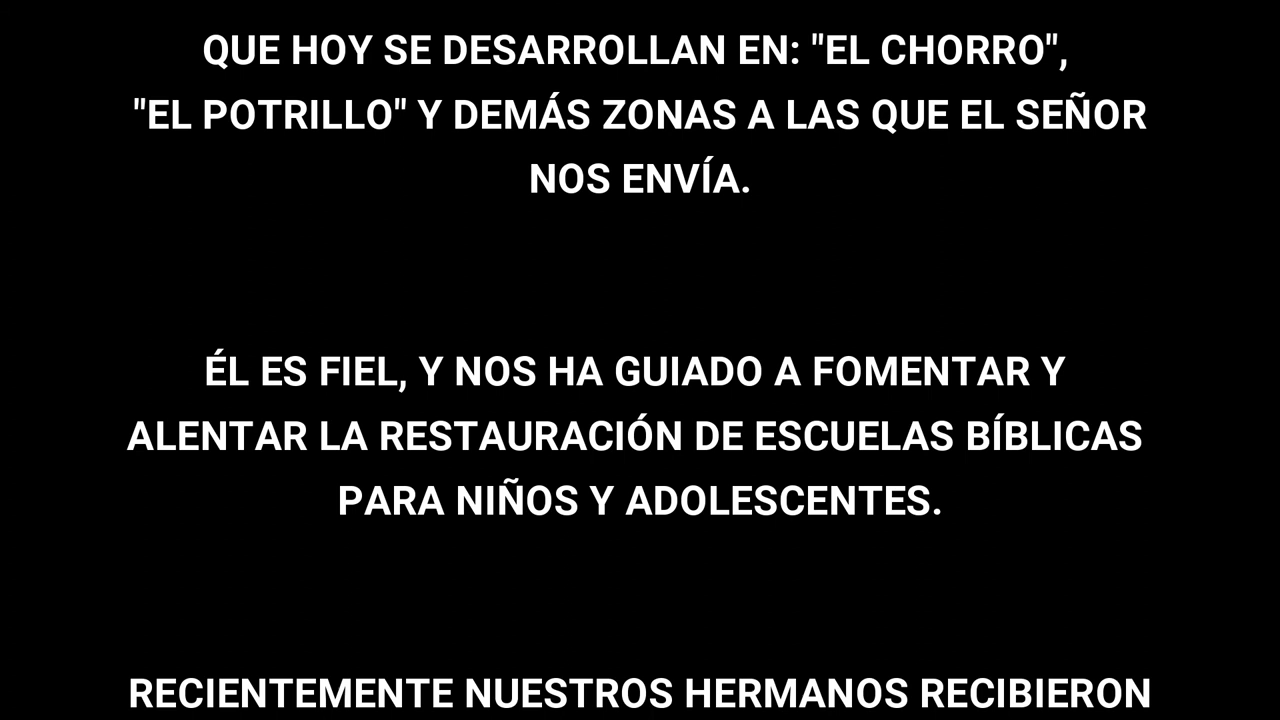 QUE HOY SE DESARROLLAN EN: "EL CHORRO",
"EL POTRILLO" Y DEMÁS ZONAS A LAS QUE EL SEÑOR
NOS ENVÍA.
ÉL ES FIEL, Y NOS HA GUIADO A FOMENTAR Y
ALENTAR LA RESTAURACIÓN DE ESCUELAS BÍBLICAS
PARA NIÑOS Y ADOLESCENTES.
RECIENTEMENTE NUESTROS HERMANOS RECIBIERON